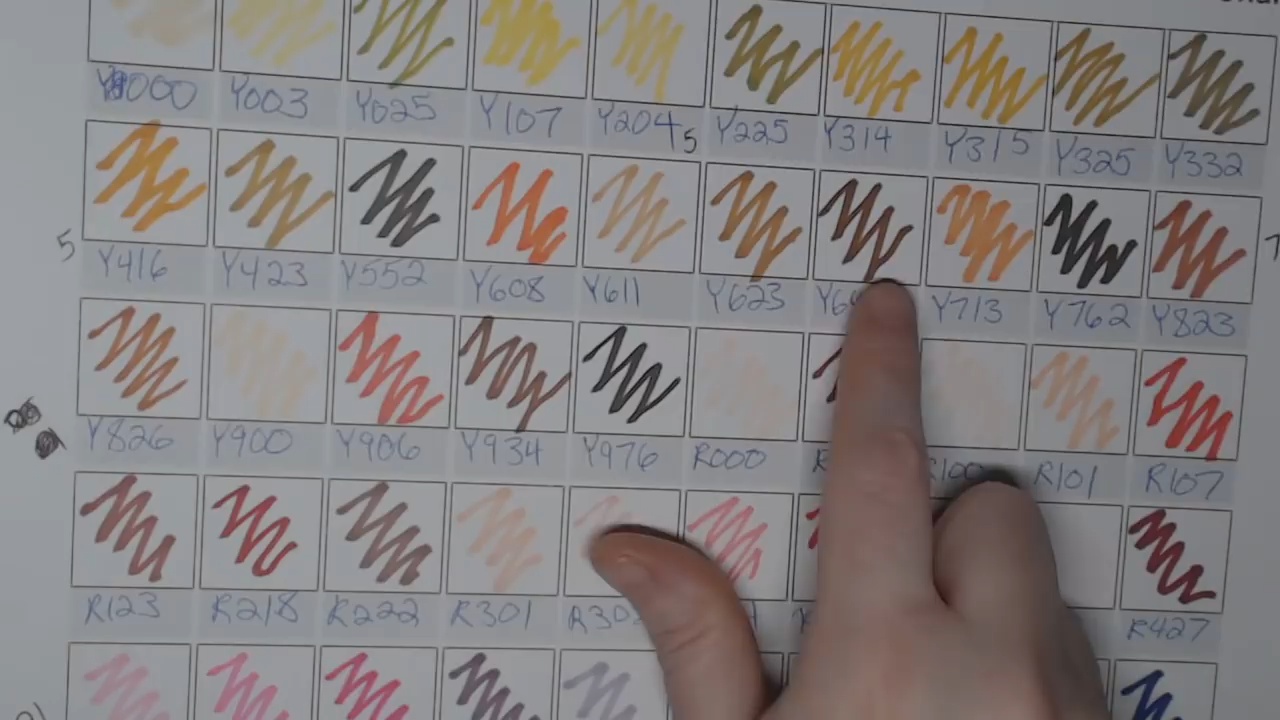 Y000 Y003 Y025 Y107 Y204 Y225 Y314 Y315 Y325 Y332
5
Y416 Y423 Y552 Y608 Y611 Y623 Y713 Y762 Y823
5
Y826 Y900 Y906 Y934 Y976 R000 R100 R101 R107
R123 R218 R222 R301 R427